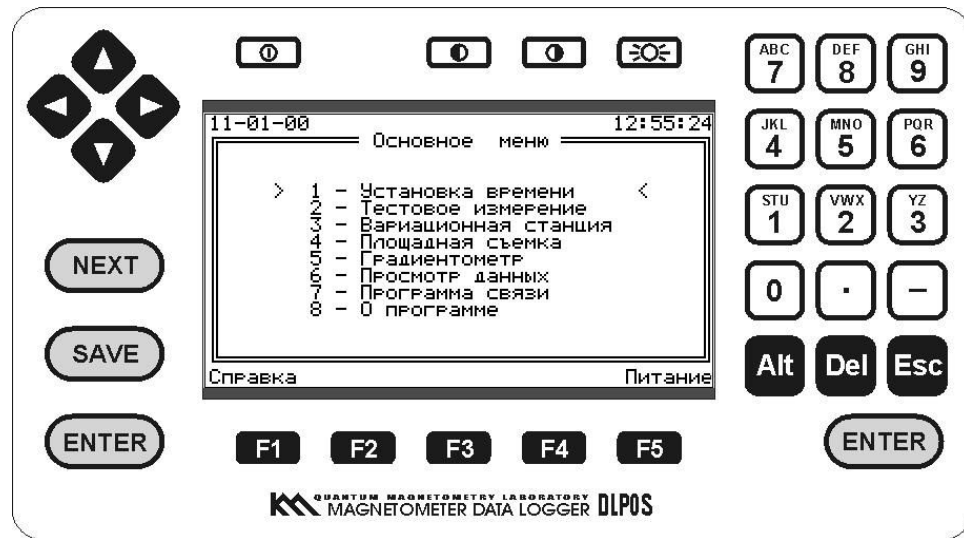 ABC DEF GHI
7 8 9
11-01-00 12:55:24
Основное меню
JKL MNO PQR
4 5 6
> 1 - Установка времени <
2 - Тестовое измерение
3 - Вариационная станция
4 - Площадная съемка
5 - Градиентометр
6 - Просмотр данных
7 - Программа связи
8 - О программе
STU VWX YZ
1 2 3
NEXT
0 . -
SAVE
Справка Питание
Alt Del Esc
ENTER F1 F2 F3 F4 F5 ENTER
KM QUANTUM MAGNETOMETRY LABORATORY
MAGNETOMETER DATA LOGGER DLPOS